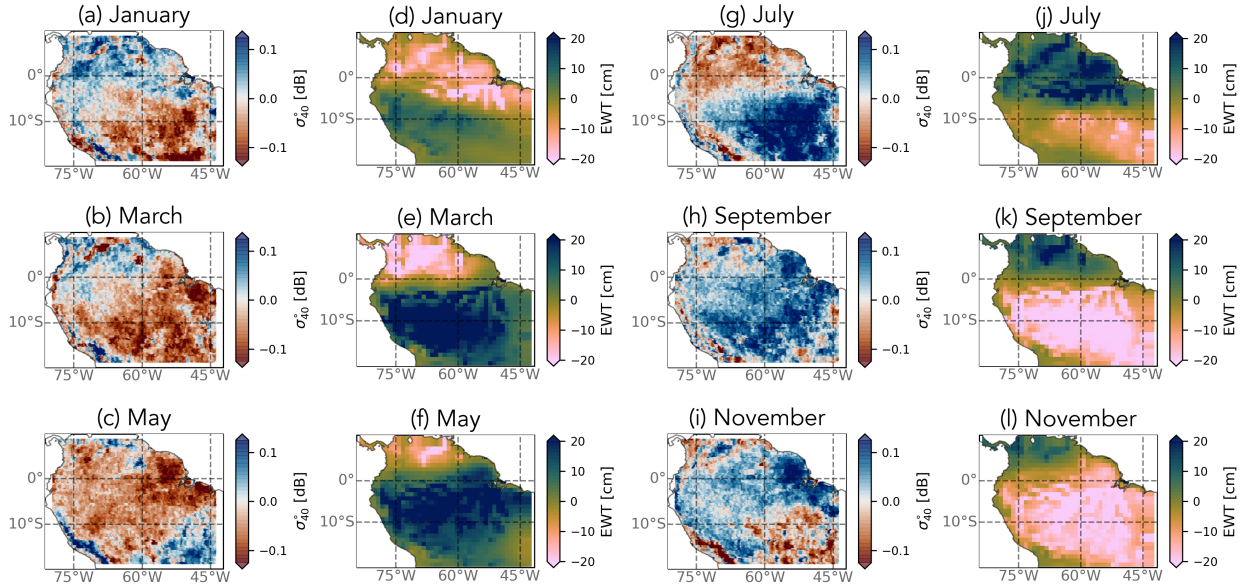 (a) January
(d) January
(g) July
(j) July
0°
10°S
75°W 60°W 45°W
0.1
0.0
−0.1
σ°40 [dB]
0°
10°S
75°W 60°W 45°W
20
10
0
−10
−20
EWT [cm]
0°
10°S
75°W 60°W 45°W
0.1
0.0
−0.1
σ°40 [dB]
0°
10°S
75°W 60°W 45°W
20
10
0
−10
−20
EWT [cm]
(b) March
(e) March
(h) September
(k) September
0°
10°S
75°W 60°W 45°W
0.1
0.0
−0.1
σ°40 [dB]
0°
10°S
75°W 60°W 45°W
20
10
0
−10
−20
EWT [cm]
0°
10°S
75°W 60°W 45°W
0.1
0.0
−0.1
σ°40 [dB]
0°
10°S
75°W 60°W 45°W
20
10
0
−10
−20
EWT [cm]
(c) May
(f) May
(i) November
(l) November
0°
10°S
75°W 60°W 45°W
0.1
0.0
−0.1
σ°40 [dB]
0°
10°S
75°W 60°W 45°W
20
10
0
−10
−20
EWT [cm]
0°
10°S
75°W 60°W 45°W
0.1
0.0
−0.1
σ°40 [dB]
0°
10°S
75°W 60°W 45°W
20
10
0
−10
−20
EWT [cm]